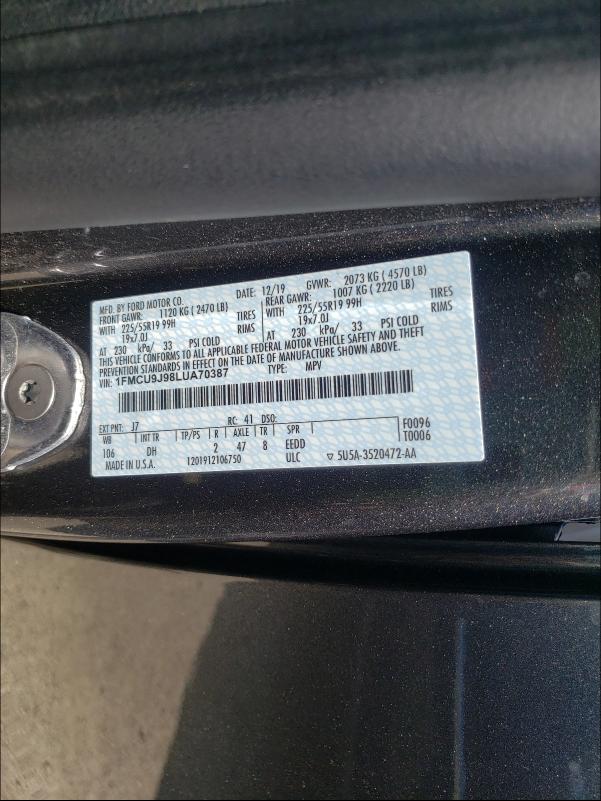 MFD. BY FORD MOTOR CO.
DATE: 12/19 GVWR: 2073 KG ( 4570 LB)
FRONT GAWR: 1120 KG ( 2470 LB) REAR GAWR: 1007 KG ( 2220 LB)
WITH 225/55R19 99H TIRES WITH 225/55R19 99H TIRES
19x7.0J RIMS 19x7.0J RIMS
AT 230 kPa/ 33 PSI COLD AT 230 kPa/ 33 PSI COLD
THIS VEHICLE CONFORMS TO ALL APPLICABLE FEDERAL MOTOR VEHICLE SAFETY AND THEFT
PREVENTION STANDARDS IN EFFECT ON THE DATE OF MANUFACTURE SHOWN ABOVE.
VIN: 1FMCU9J98LUA70387 TYPE: MPV
EXT PNT: J7 RC: 41 DSO: F0096
WB INT TR TP/PS R AXLE TR SPR T0006
106 DH 2 47 8 EEDD
MADE IN U.S.A. 1201912106750 ULC ▽ 5U5A-3520472-AA